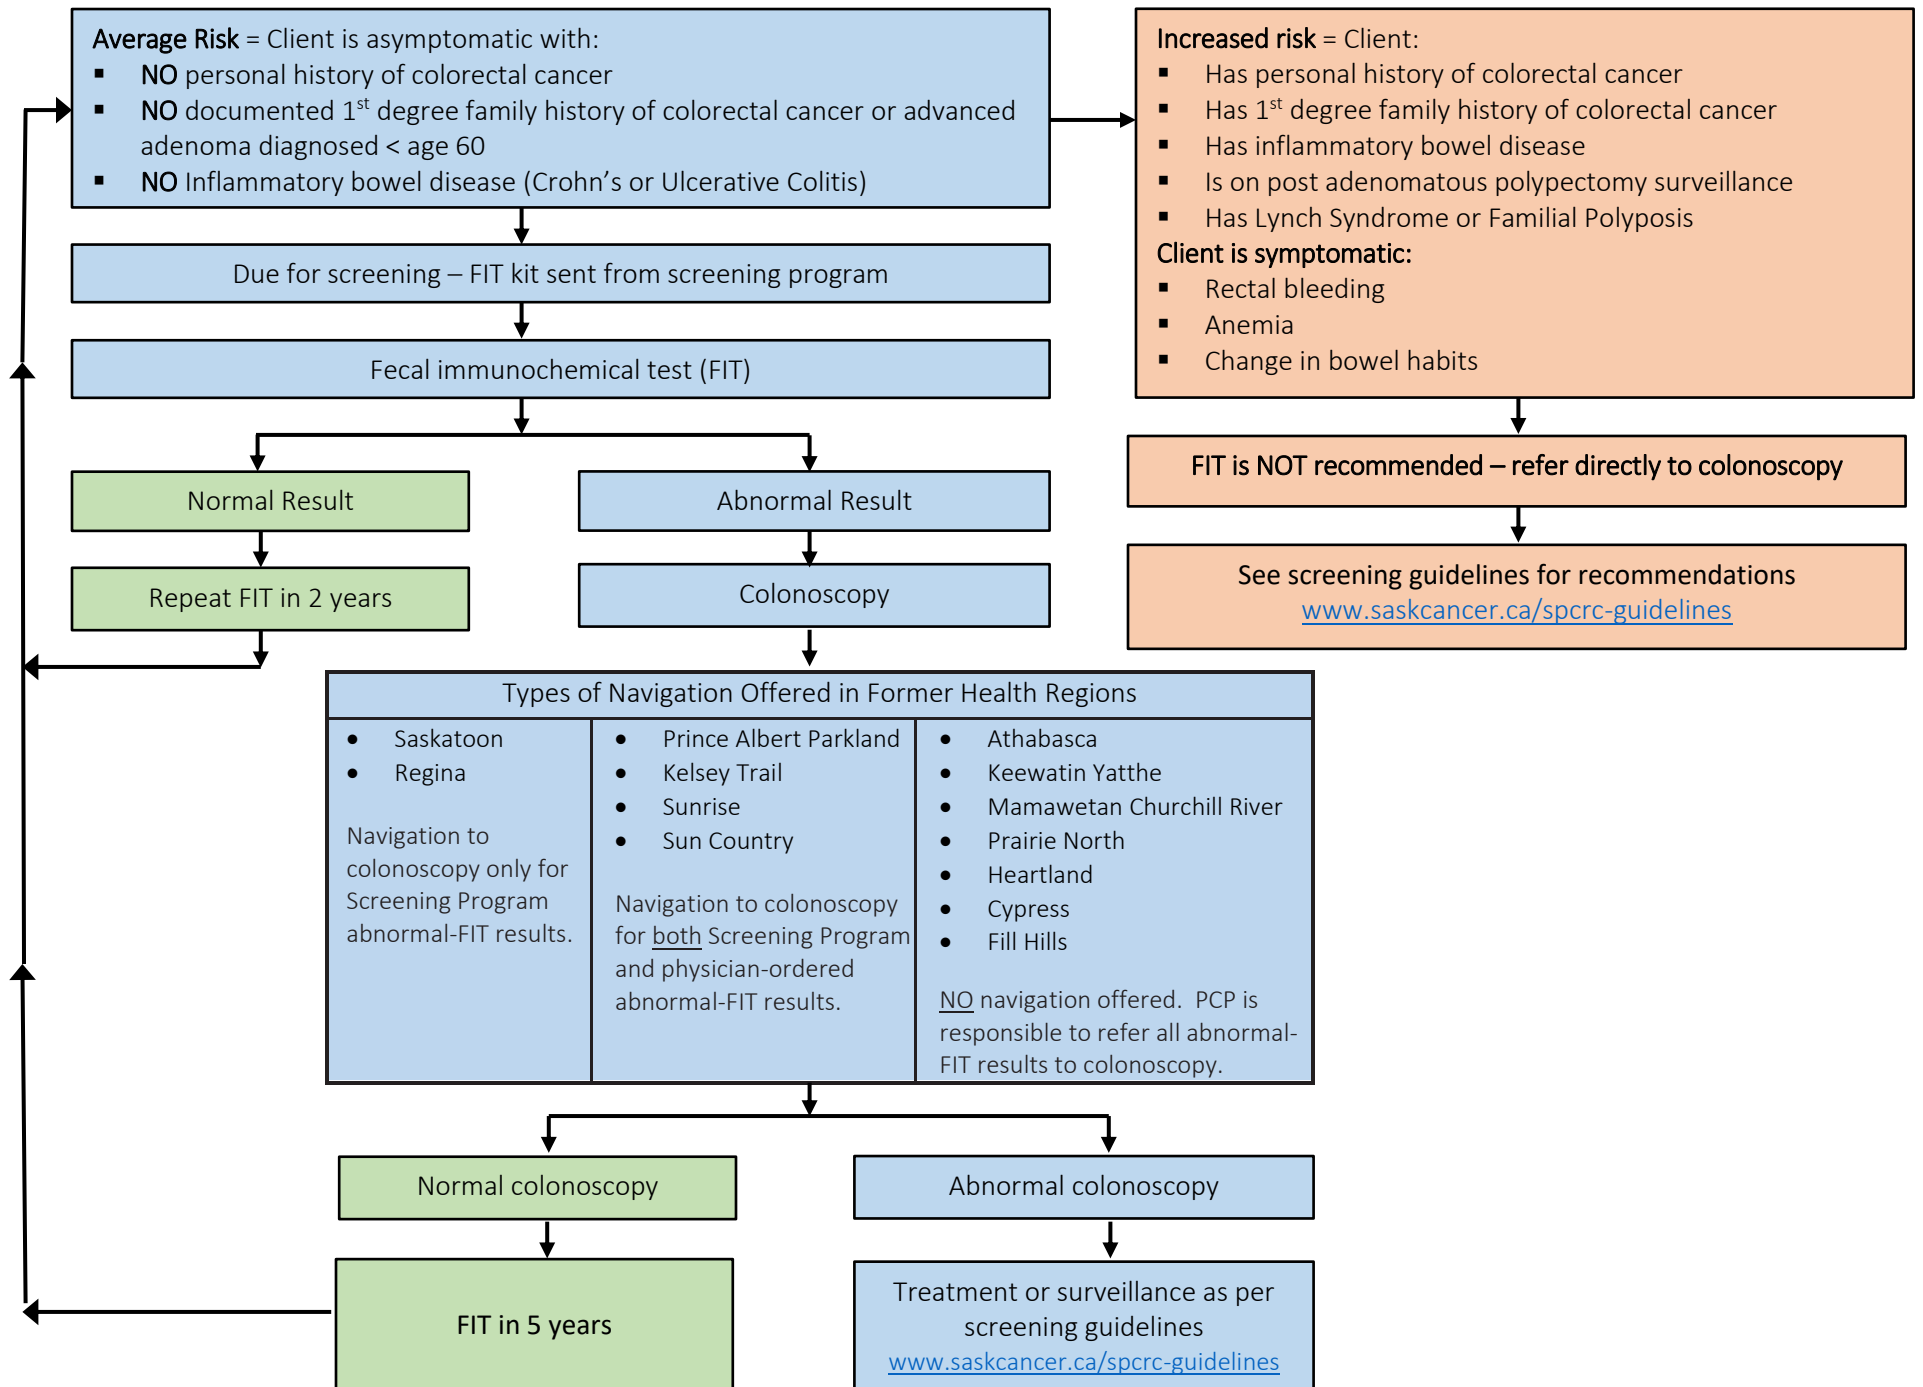 Average Risk = Client is asymptomatic with:
▪ NO personal history of colorectal cancer
▪ NO documented 1st degree family history of colorectal cancer or advanced
adenoma diagnosed < age 60
▪ NO Inflammatory bowel disease (Crohn's or Ulcerative Colitis)
Increased risk = Client:
▪ Has personal history of colorectal cancer
▪ Has 1st degree family history of colorectal cancer
▪ Has inflammatory bowel disease
▪ Is on post adenomatous polypectomy surveillance
▪ Has Lynch Syndrome or Familial Polyposis
Client is symptomatic:
▪ Rectal bleeding
▪ Anemia
▪ Change in bowel habits
Due for screening – FIT kit sent from screening program
Fecal immunochemical test (FIT)
FIT is NOT recommended – refer directly to colonoscopy
See screening guidelines for recommendations
www.saskcancer.ca/spcrc-guidelines
Normal Result
Repeat FIT in 2 years
Abnormal Result
Colonoscopy
Types of Navigation Offered in Former Health Regions
• Saskatoon
• Regina
Navigation to
colonoscopy only for
Screening Program
abnormal-FIT results.
• Prince Albert Parkland
• Kelsey Trail
• Sunrise
• Sun Country
Navigation to colonoscopy
for both Screening Program
and physician-ordered
abnormal-FIT results.
• Athabasca
• Keewatin Yatthe
• Mamawetan Churchill River
• Prairie North
• Heartland
• Cypress
• Fill Hills
NO navigation offered. PCP is
responsible to refer all abnormal-
FIT results to colonoscopy.
Normal colonoscopy
FIT in 5 years
Abnormal colonoscopy
Treatment or surveillance as per
screening guidelines
www.saskcancer.ca/spcrc-guidelines